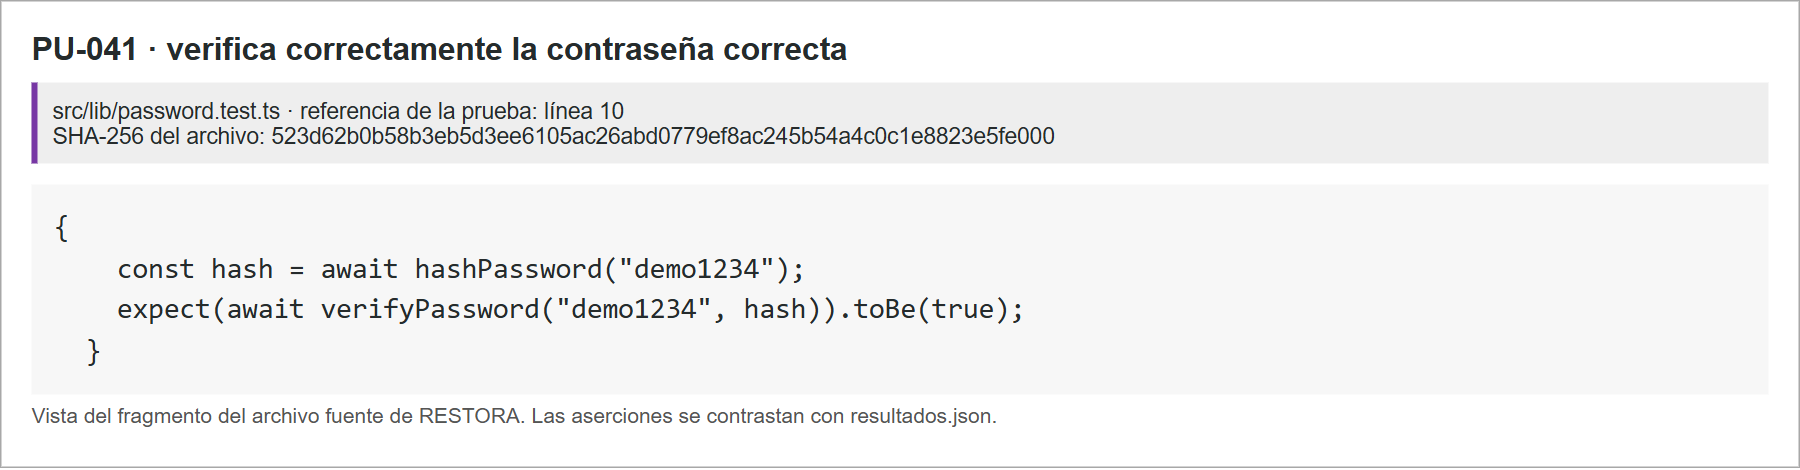 PU-041 · verifica correctamente la contraseña correcta
src/lib/password.test.ts · referencia de la prueba: línea 10
SHA-256 del archivo: 523d62b0b58b3eb5d3ee6105ac26abd0779ef8ac245b54a4c0c1e8823e5fe000
{
    const hash = await hashPassword("demo1234");
    expect(await verifyPassword("demo1234", hash)).toBe(true);
  }
Vista del fragmento del archivo fuente de RESTORA. Las aserciones se contrastan con resultados.json.